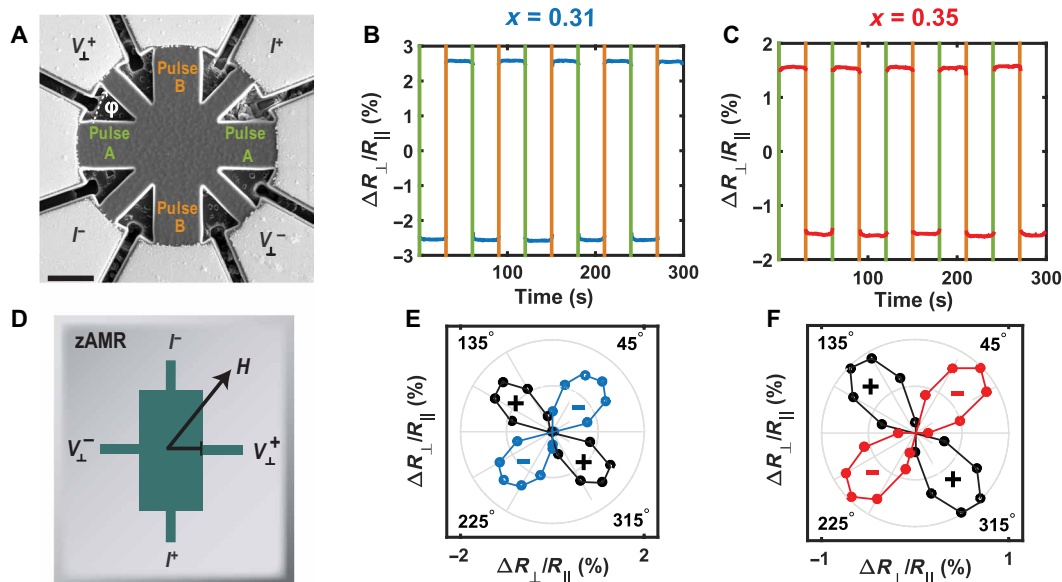 x = 0.31
x = 0.35
A
V⊥+
I+
Pulse
B
φ
Pulse
A
Pulse
A
Pulse
B
I−
V⊥−
B
ΔR⊥/R|| (%)
3
2
1
0
-1
-2
-3
100
200
300
Time (s)
C
ΔR⊥/R|| (%)
2
1
0
-1
-2
100
200
300
Time (s)
D
zAMR
I−
H
V⊥−
V⊥+
I+
E
135°
45°
+
-
-
+
225°
315°
ΔR⊥/R|| (%)
−2
2
ΔR⊥/R|| (%)
F
135°
45°
+
-
-
+
225°
315°
ΔR⊥/R|| (%)
−1
1
ΔR⊥/R|| (%)